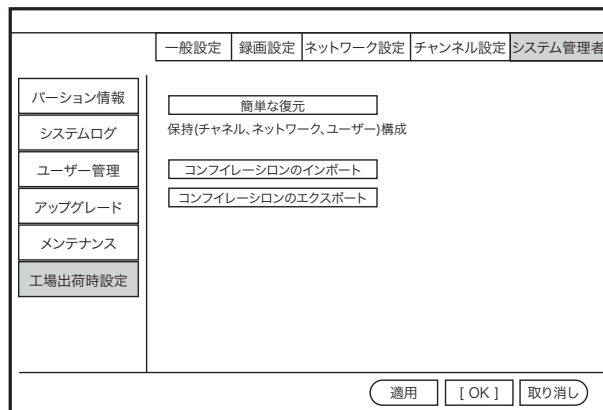 一般設定 録画設定 ネットワーク設定 チャンネル設定 システム管理者
バーション情報
システムログ
ユーザー管理
アップグレード
メンテナンス
工場出荷時設定
簡単な復元
保持(チャネル、ネットワーク、ユーザー)構成
コンフイレーシロンのインポート
コンフイレーシロンのエクスポート
適用 [ OK ] 取り消し